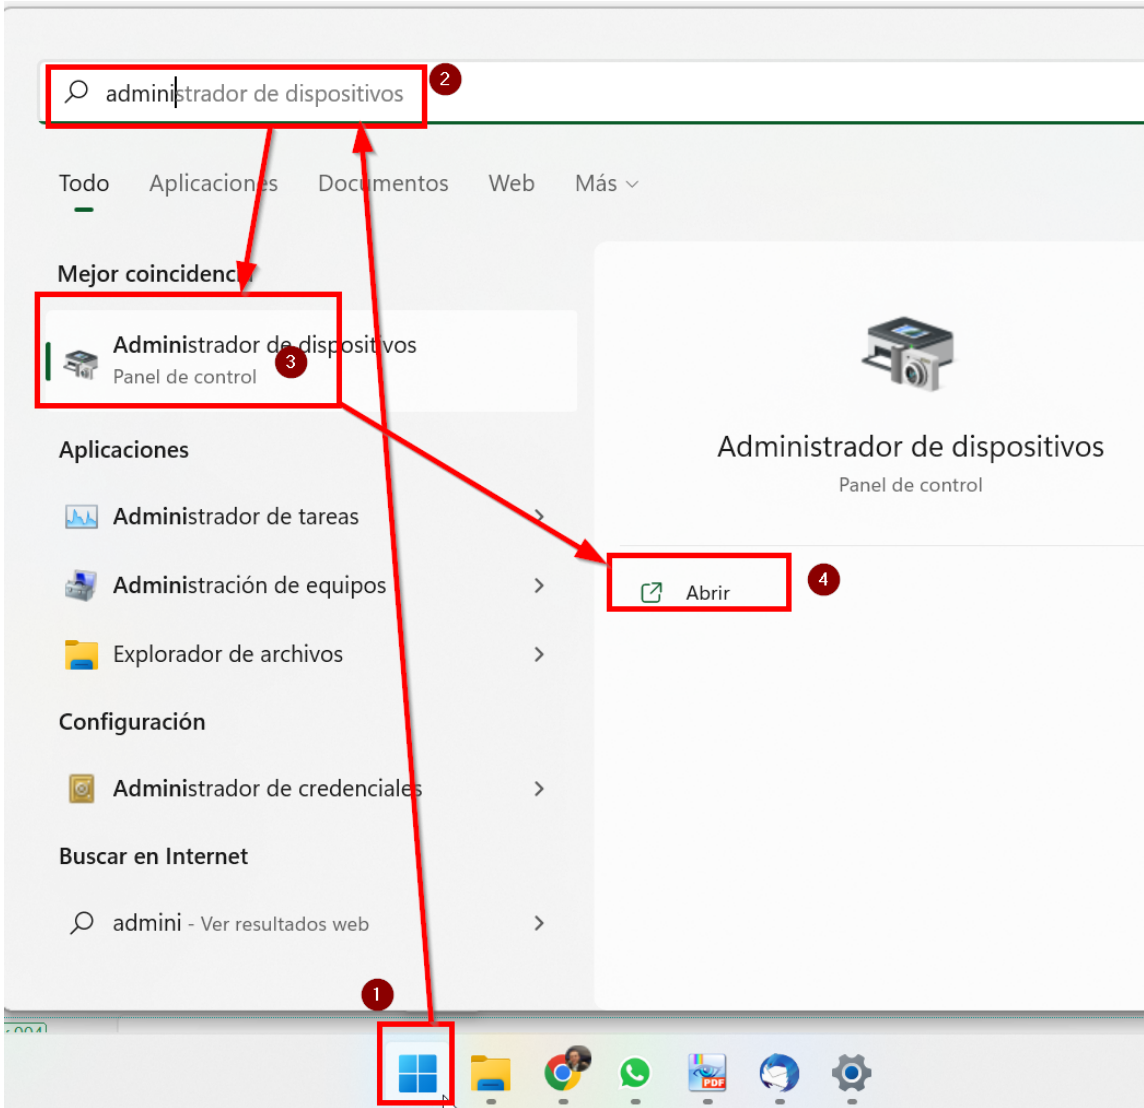 administrador de dispositivos
2
Todo Aplicaciones Documentos Web Más
Mejor coincidencia
Administrador de dispositivos
Panel de control
3
Administrador de dispositivos
Panel de control
Abrir
4
Aplicaciones
Administrador de tareas
Administración de equipos
Explorador de archivos
Configuración
Administrador de credenciales
Buscar en Internet
admini - Ver resultados web
1
PDF